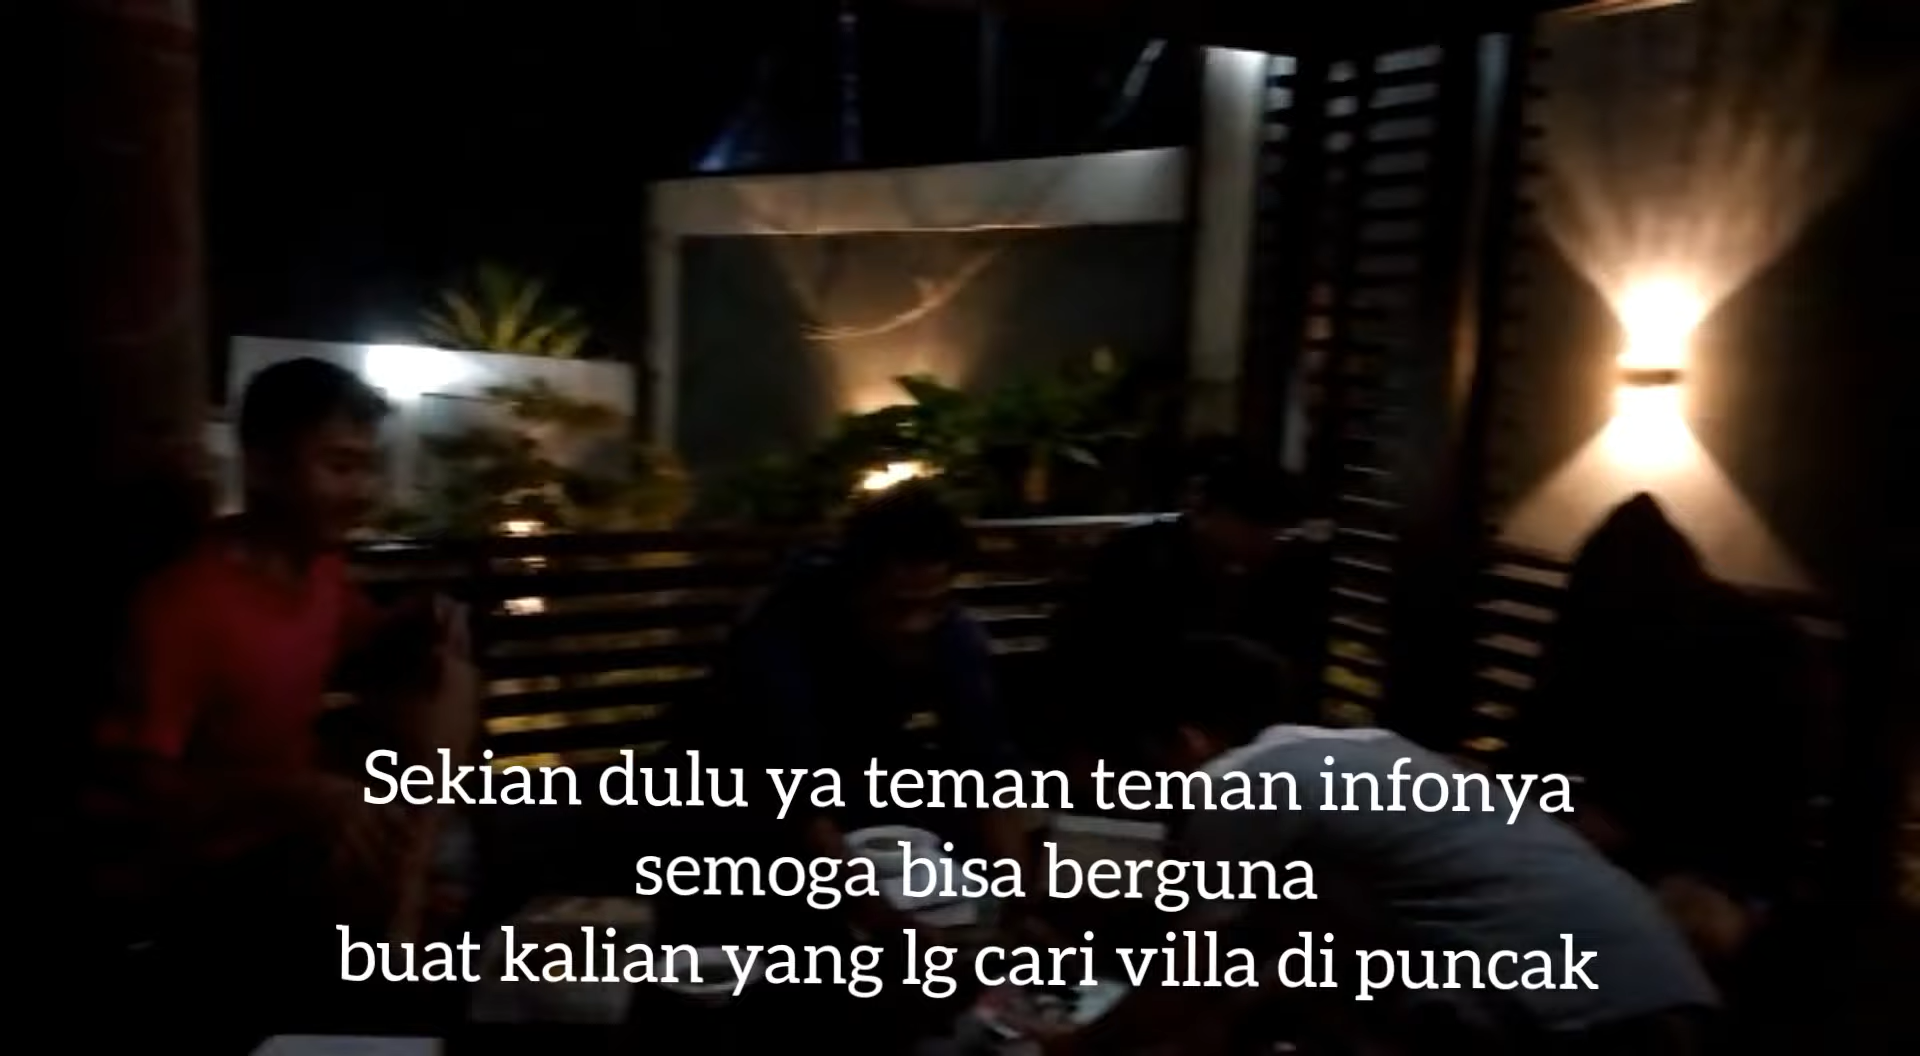 Sekian dulu ya teman teman infonya
semoga bisa berguna
buat kalian yang lg cari villa di puncak